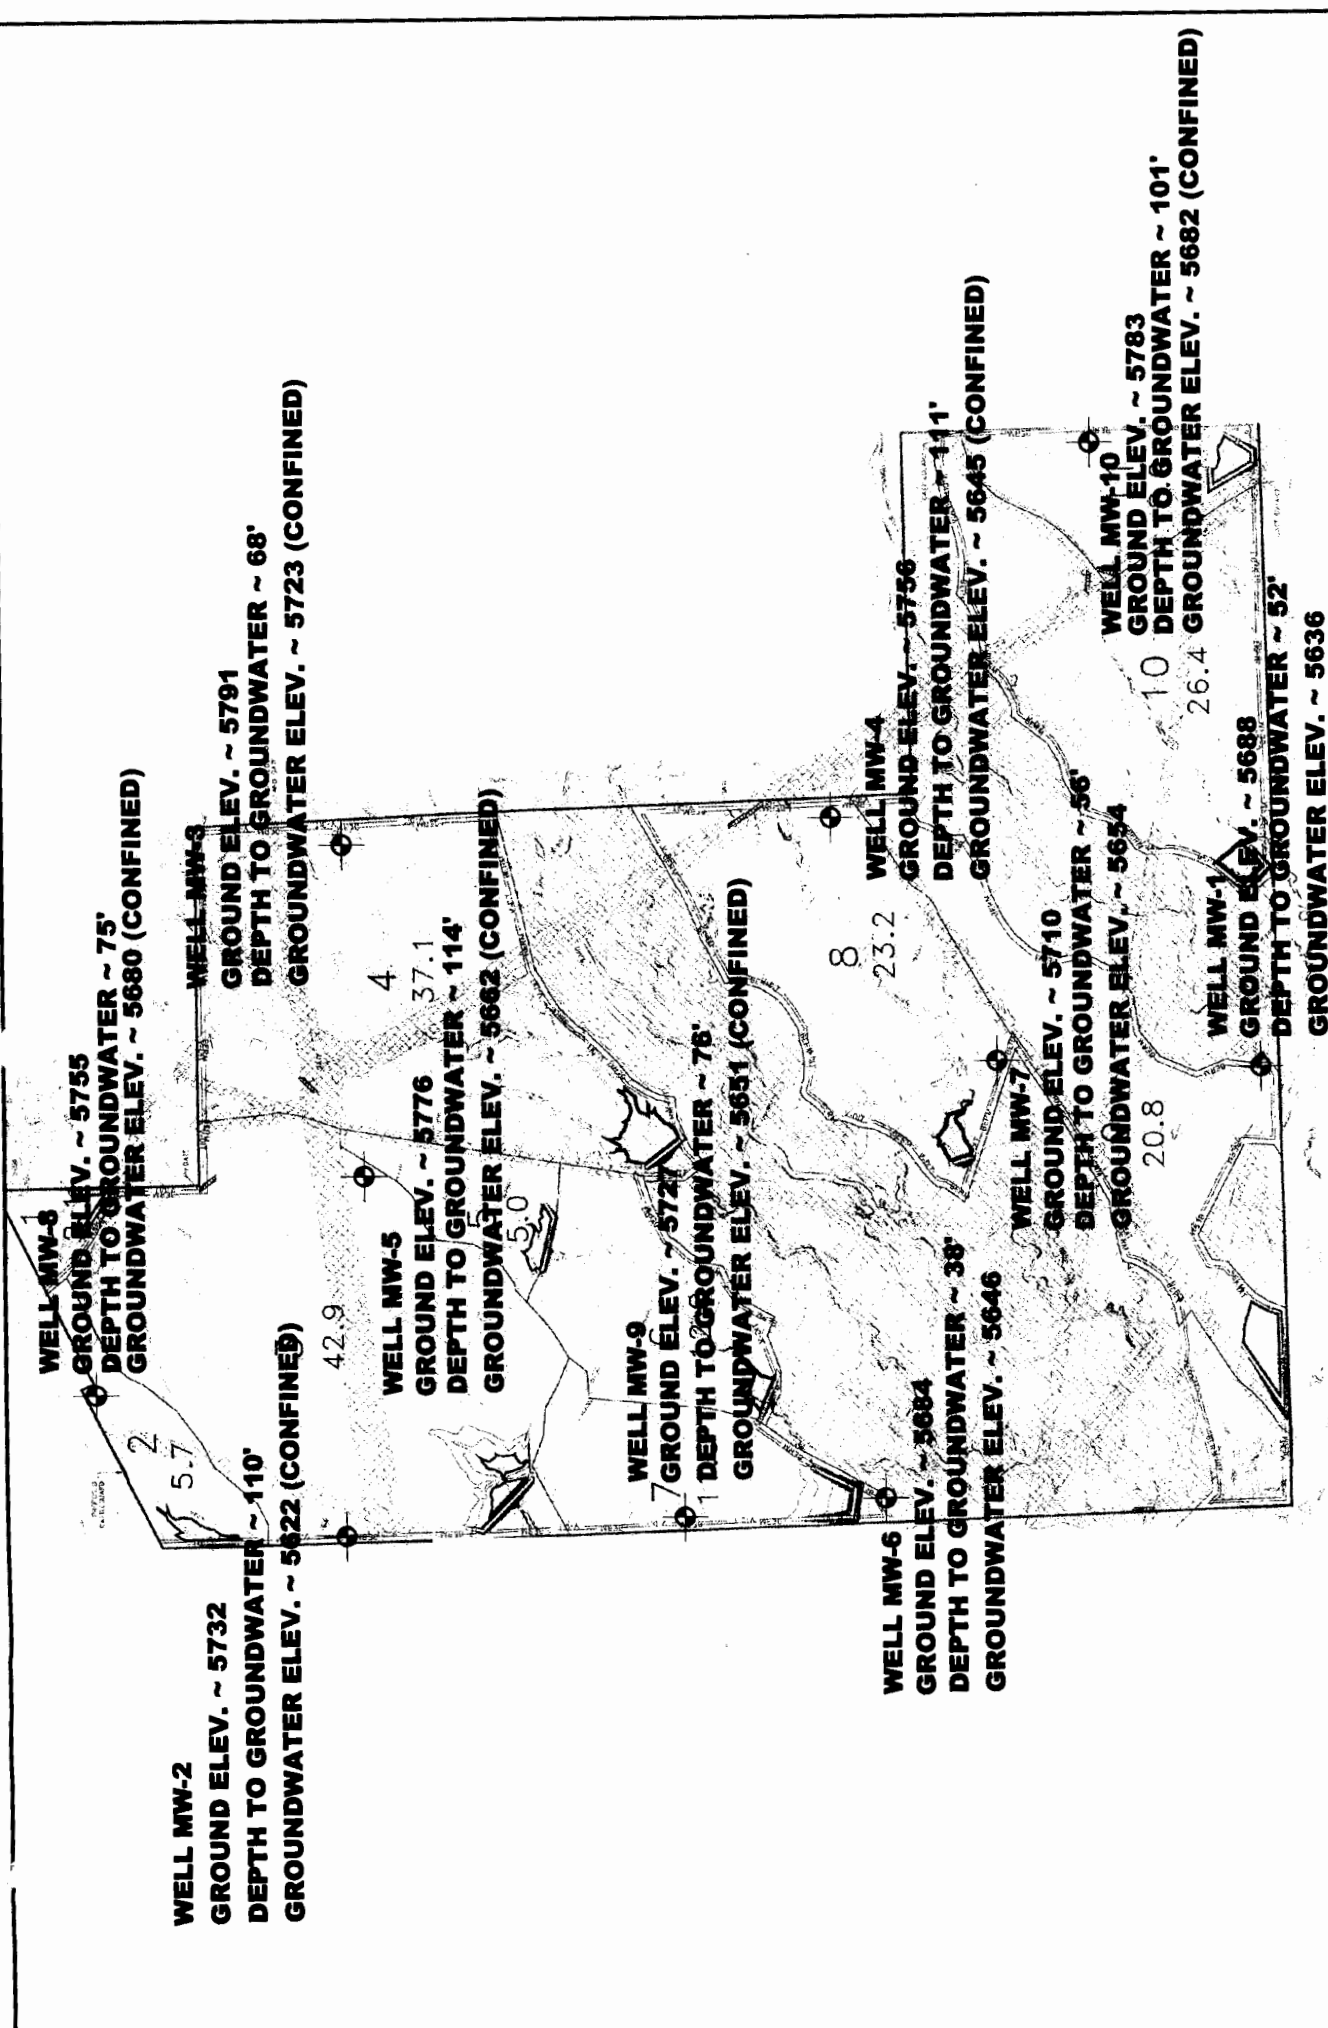 WELL MW-8
GROUND ELEV. ~ 5755
DEPTH TO GROUNDWATER ~ 75'
GROUNDWATER ELEV. ~ 5680 (CONFINED)
WELL MW-2
GROUND ELEV. ~ 5732
DEPTH TO GROUNDWATER ~ 110'
GROUNDWATER ELEV. ~ 5622 (CONFINED)
WELL MW-3
GROUND ELEV. ~ 5791
DEPTH TO GROUNDWATER ~ 68'
GROUNDWATER ELEV. ~ 5723 (CONFINED)
2
5.7
42.9
4
37.1
WELL MW-5
GROUND ELEV. ~ 5776
DEPTH TO GROUNDWATER ~ 114'
GROUNDWATER ELEV. ~ 5662 (CONFINED)
5
5.0
WELL MW-9
GROUND ELEV. ~ 5727
DEPTH TO GROUNDWATER ~ 76'
GROUNDWATER ELEV. ~ 5651 (CONFINED)
7
8
23.2
WELL MW-4
GROUND ELEV. ~ 5756
DEPTH TO GROUNDWATER ~ 111'
GROUNDWATER ELEV. ~ 5645 (CONFINED)
WELL MW-6
GROUND ELEV. ~ 5684
DEPTH TO GROUNDWATER ~ 38'
GROUNDWATER ELEV. ~ 5646
WELL MW-7
GROUND ELEV. ~ 5710
DEPTH TO GROUNDWATER ~ 56'
GROUNDWATER ELEV. ~ 5654
20.8
WELL MW-10
GROUND ELEV. ~ 5783
DEPTH TO GROUNDWATER ~ 101'
GROUNDWATER ELEV. ~ 5682 (CONFINED)
10
26.4
WELL MW-1
GROUND ELEV. ~ 5688
DEPTH TO GROUNDWATER ~ 52'
GROUNDWATER ELEV. ~ 5636